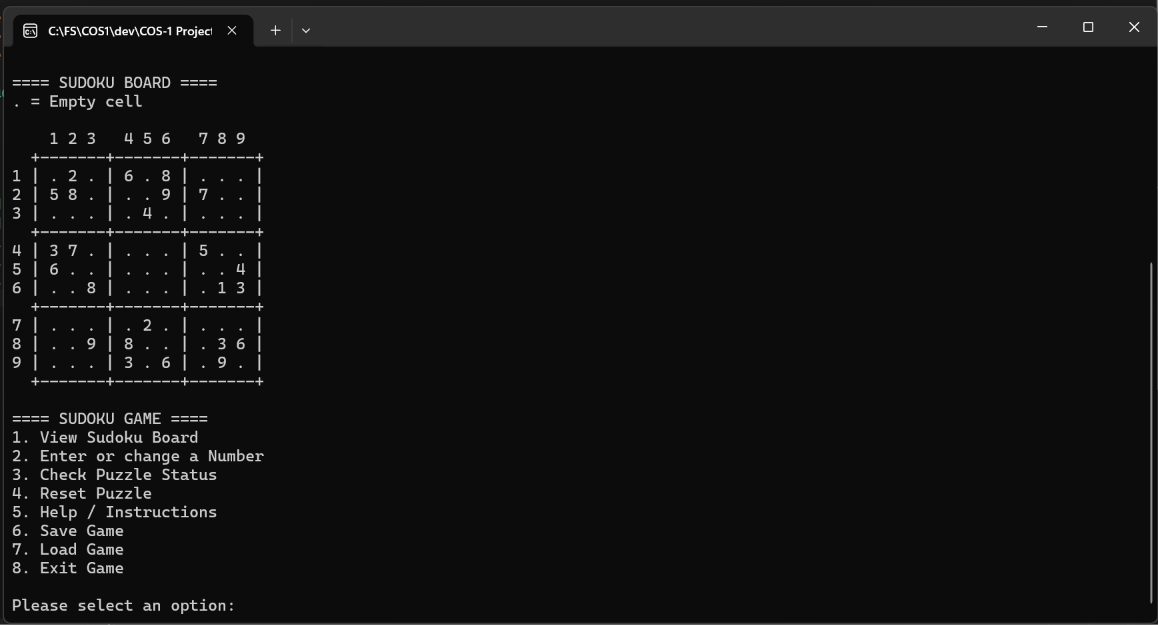 C:\FS\COS1\dev\COS-1 Project
==== SUDOKU BOARD ====
. = Empty cell
    1 2 3   4 5 6   7 8 9
  +-------+-------+-------+
1 | . 2 . | 6 . 8 | . . . |
2 | 5 8 . | . . 9 | 7 . . |
3 | . . . | . 4 . | . . . |
  +-------+-------+-------+
4 | 3 7 . | . . . | 5 . . |
5 | 6 . . | . . . | . . 4 |
6 | . . 8 | . . . | . 1 3 |
  +-------+-------+-------+
7 | . . . | . 2 . | . . . |
8 | . . 9 | 8 . . | . 3 6 |
9 | . . . | 3 . 6 | . 9 . |
  +-------+-------+-------+
==== SUDOKU GAME ====
1. View Sudoku Board
2. Enter or change a Number
3. Check Puzzle Status
4. Reset Puzzle
5. Help / Instructions
6. Save Game
7. Load Game
8. Exit Game
Please select an option: